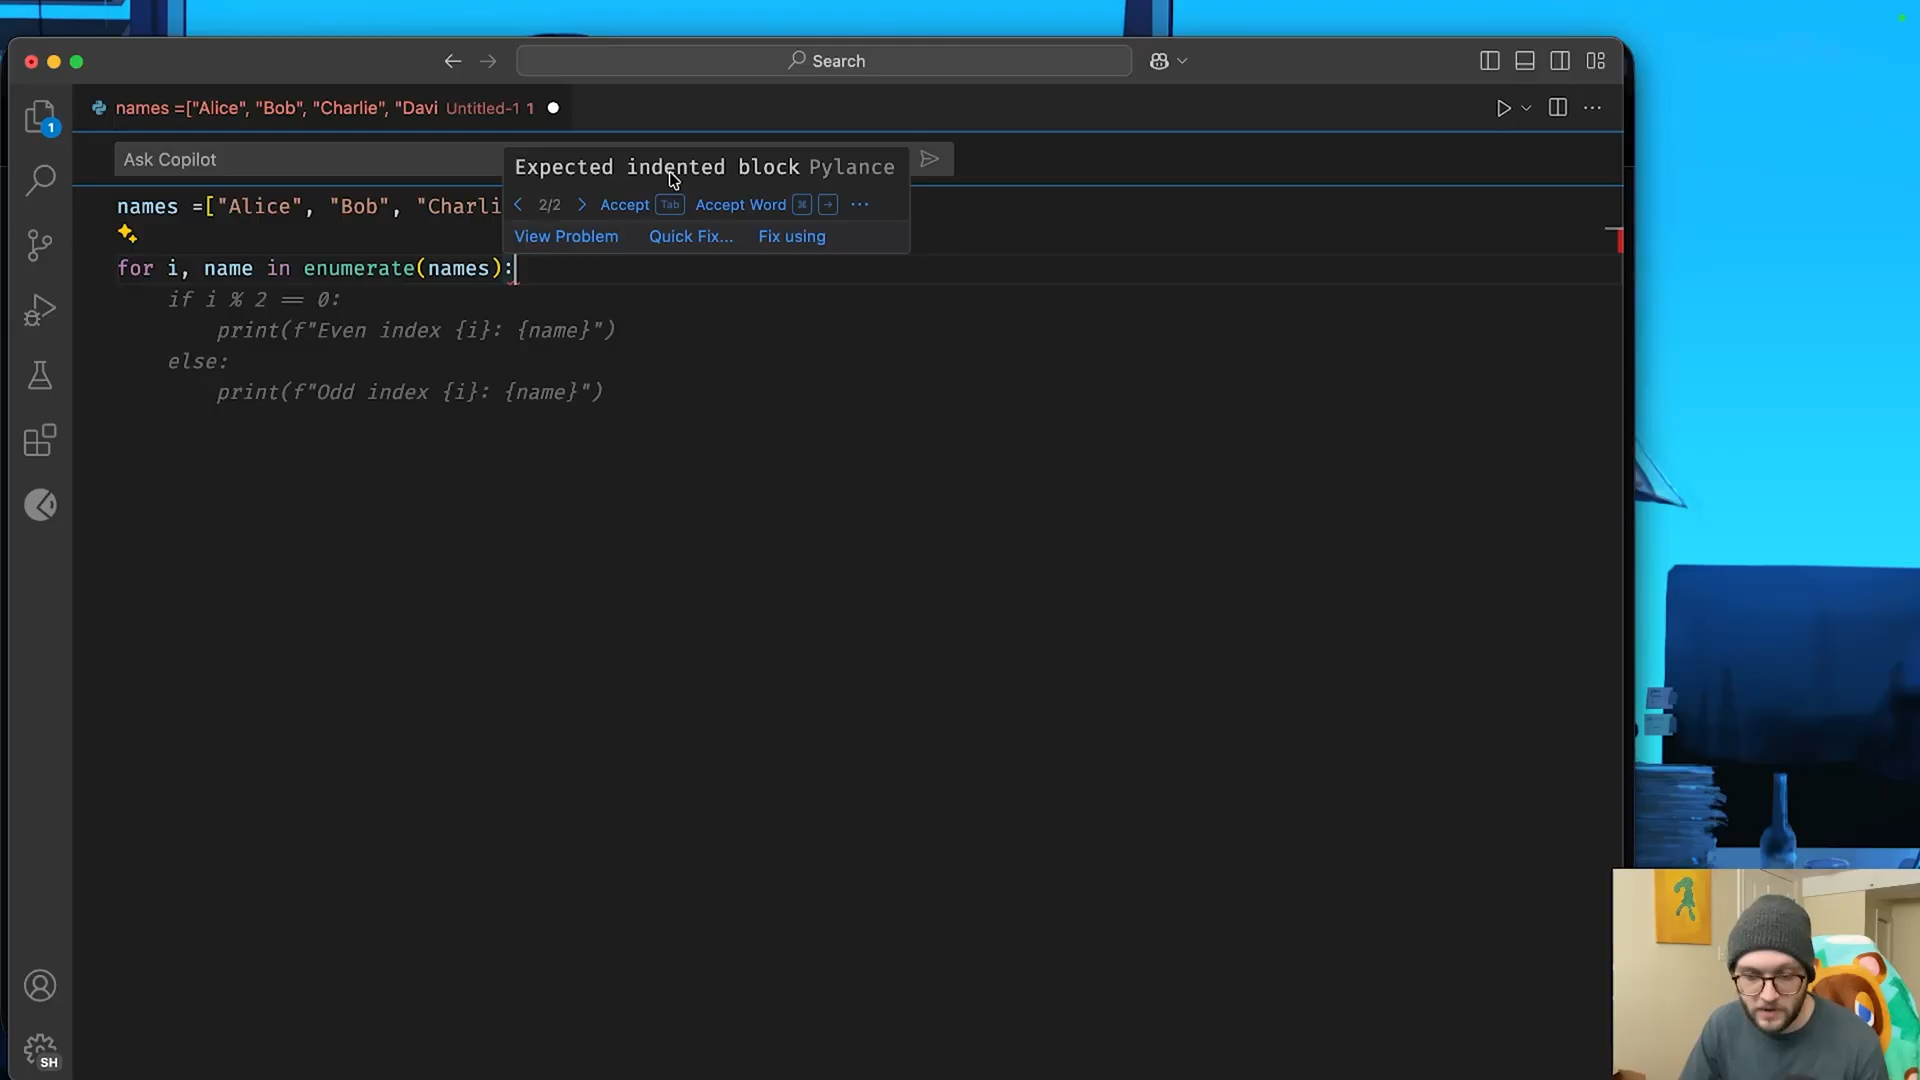 Search
names =["Alice", "Bob", "Charlie", "Davi Untitled-1 1
1
Ask Copilot
Expected indented block Pylance
2/2 Accept Tab Accept Word ⌘ → ···
View Problem Quick Fix... Fix using
names =["Alice", "Bob", "Charli
for i, name in enumerate(names):
if i % 2 == 0:
print(f"Even index {i}: {name}")
else:
print(f"Odd index {i}: {name}")
SH